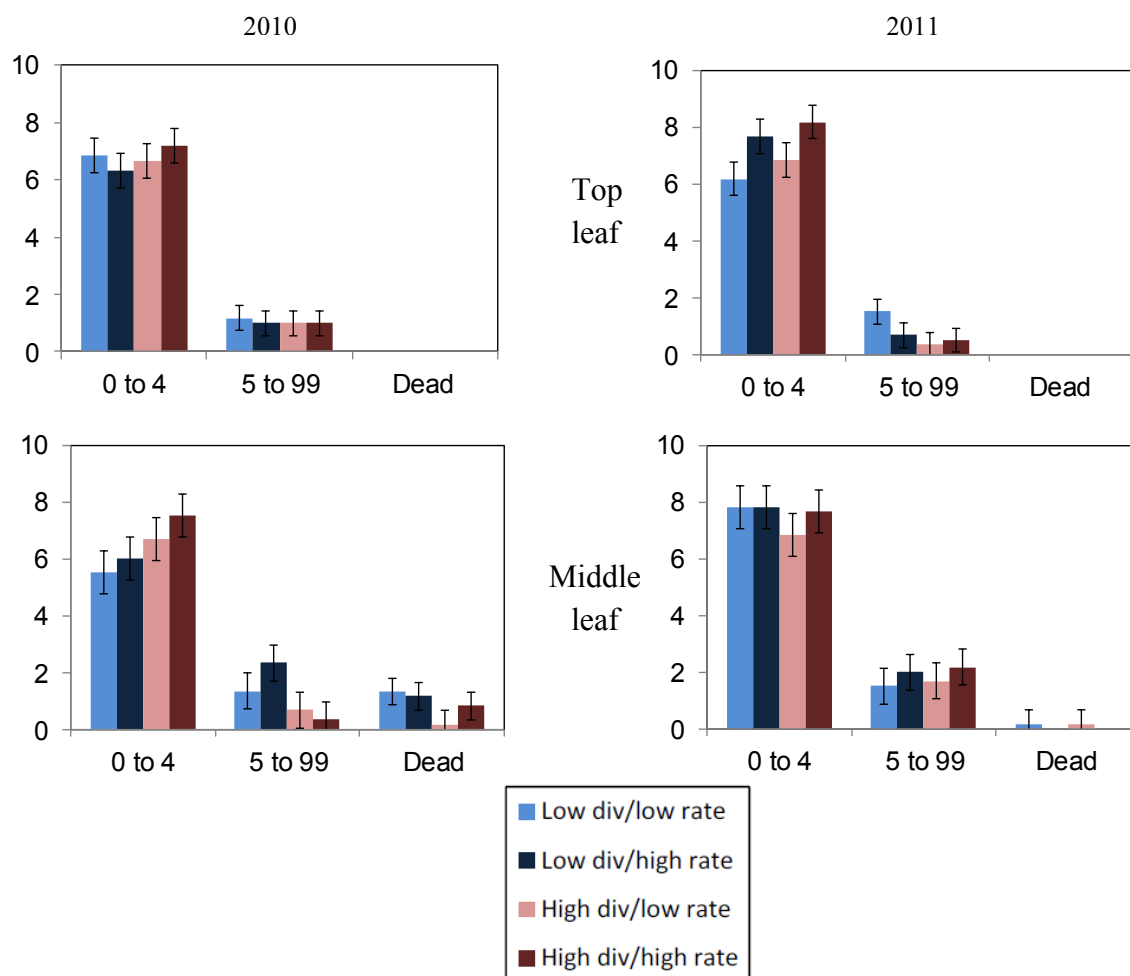 2010
2011
10
8
6
4
2
0
0 to 4
5 to 99
Dead
Top
leaf
10
8
6
4
2
0
0 to 4
5 to 99
Dead
10
8
6
4
2
0
0 to 4
5 to 99
Dead
Middle
leaf
10
8
6
4
2
0
0 to 4
5 to 99
Dead
Low div/low rate
Low div/high rate
High div/low rate
High div/high rate